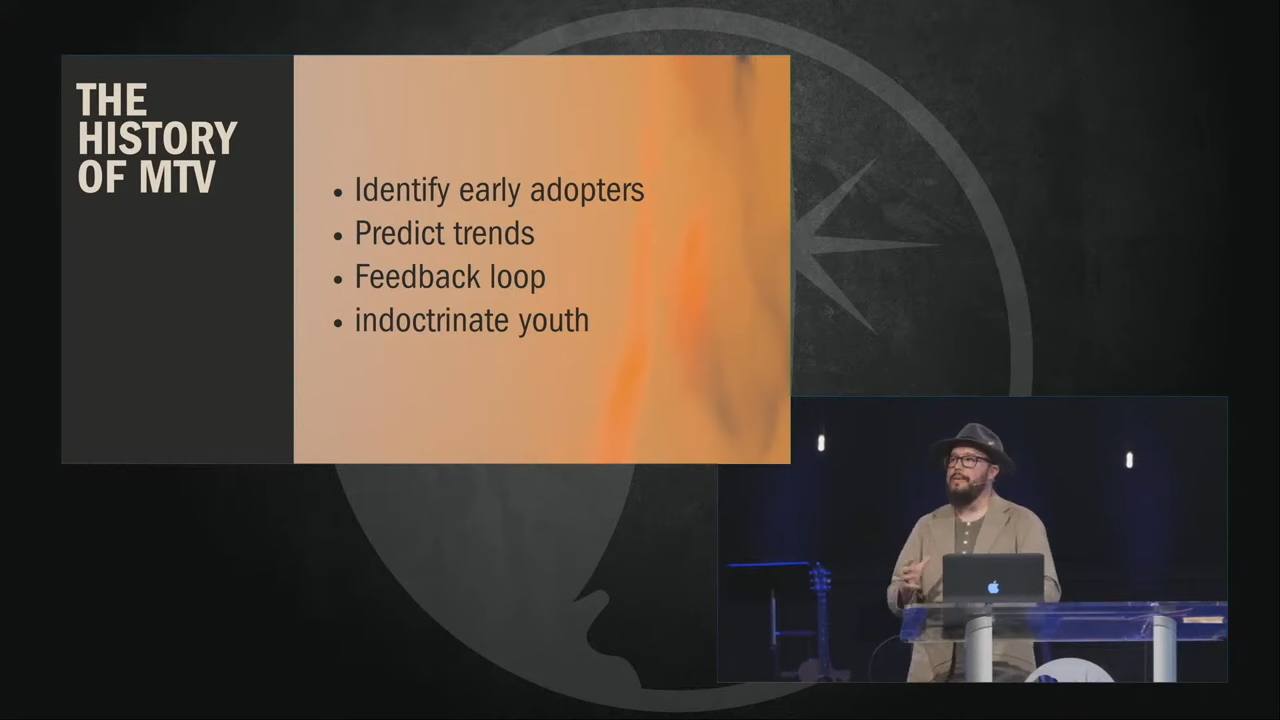 THE
HISTORY
OF MTV
• Identify early adopters
• Predict trends
• Feedback loop
• indoctrinate youth